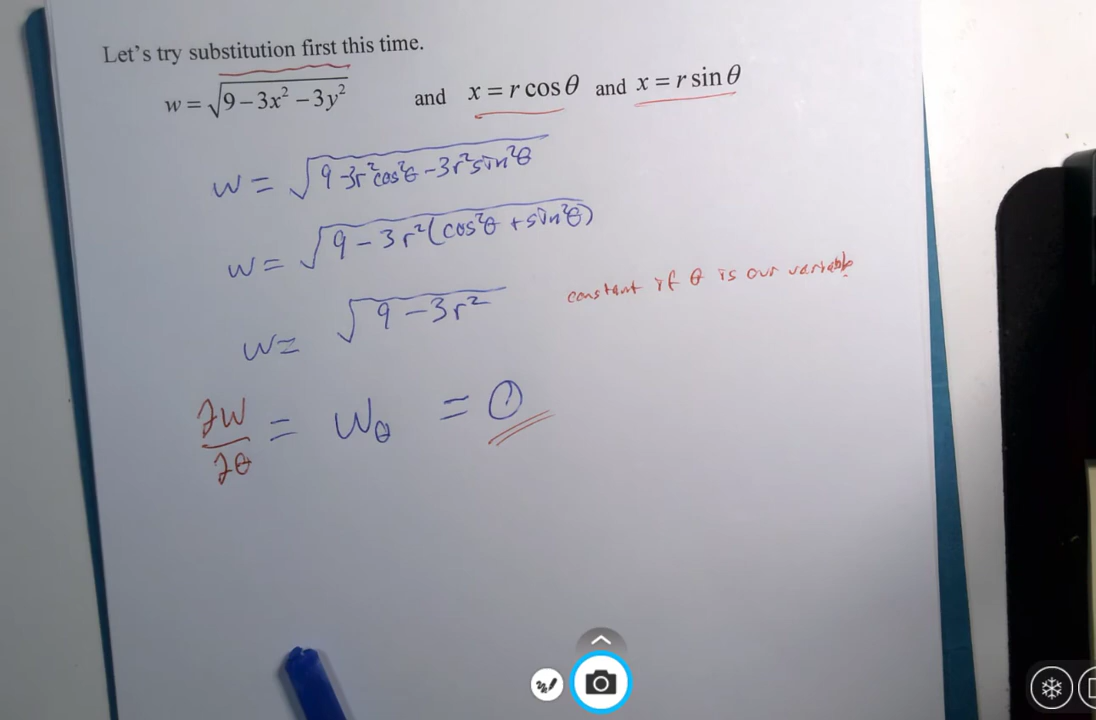 Let's try substitution first this time.
w = √(9 − 3x² − 3y²) and x = r cos θ and x = r sin θ
w = √(9 − 3r²cos²θ − 3r²sin²θ)
w = √(9 − 3r²(cos²θ + sin²θ))
w = √(9 − 3r²) constant if θ is our variable
∂w/∂θ = wθ = 0